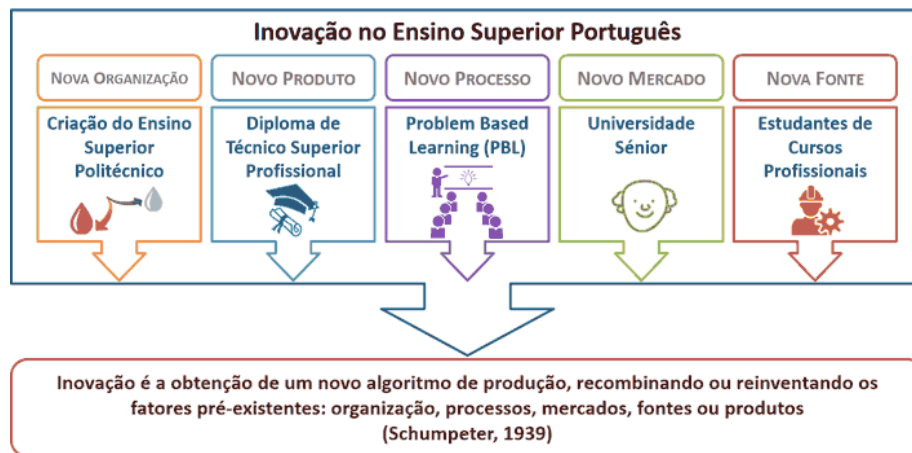 Inovação no Ensino Superior Português
NOVA ORGANIZAÇÃO
NOVO PRODUTO
NOVO PROCESSO
NOVO MERCADO
NOVA FONTE
Criação do Ensino
Superior
Politécnico
Diploma de
Técnico Superior
Profissional
Problem Based
Learning (PBL)
Universidade
Sénior
Estudantes de
Cursos
Profissionais
Inovação é a obtenção de um novo algoritmo de produção, recombinando ou reinventando os
fatores pré-existentes: organização, processos, mercados, fontes ou produtos
(Schumpeter, 1939)